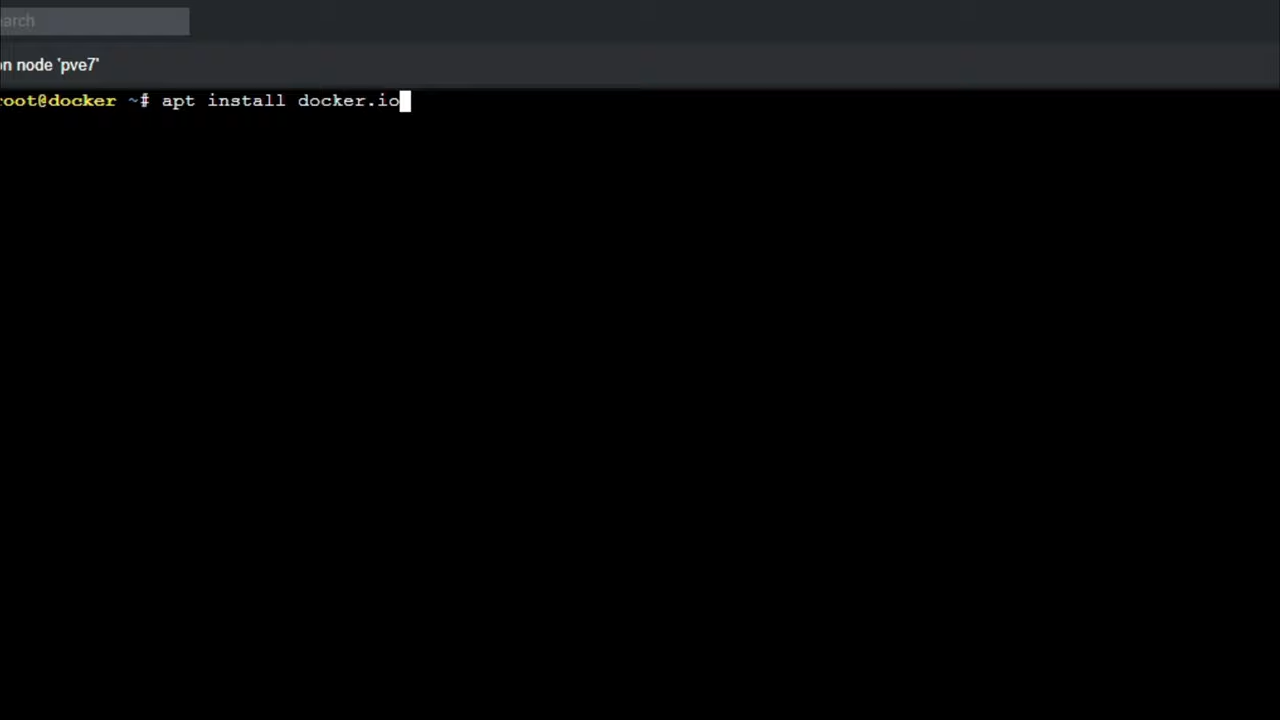 arch
on node 'pve7'
root@docker ~# apt install docker.io